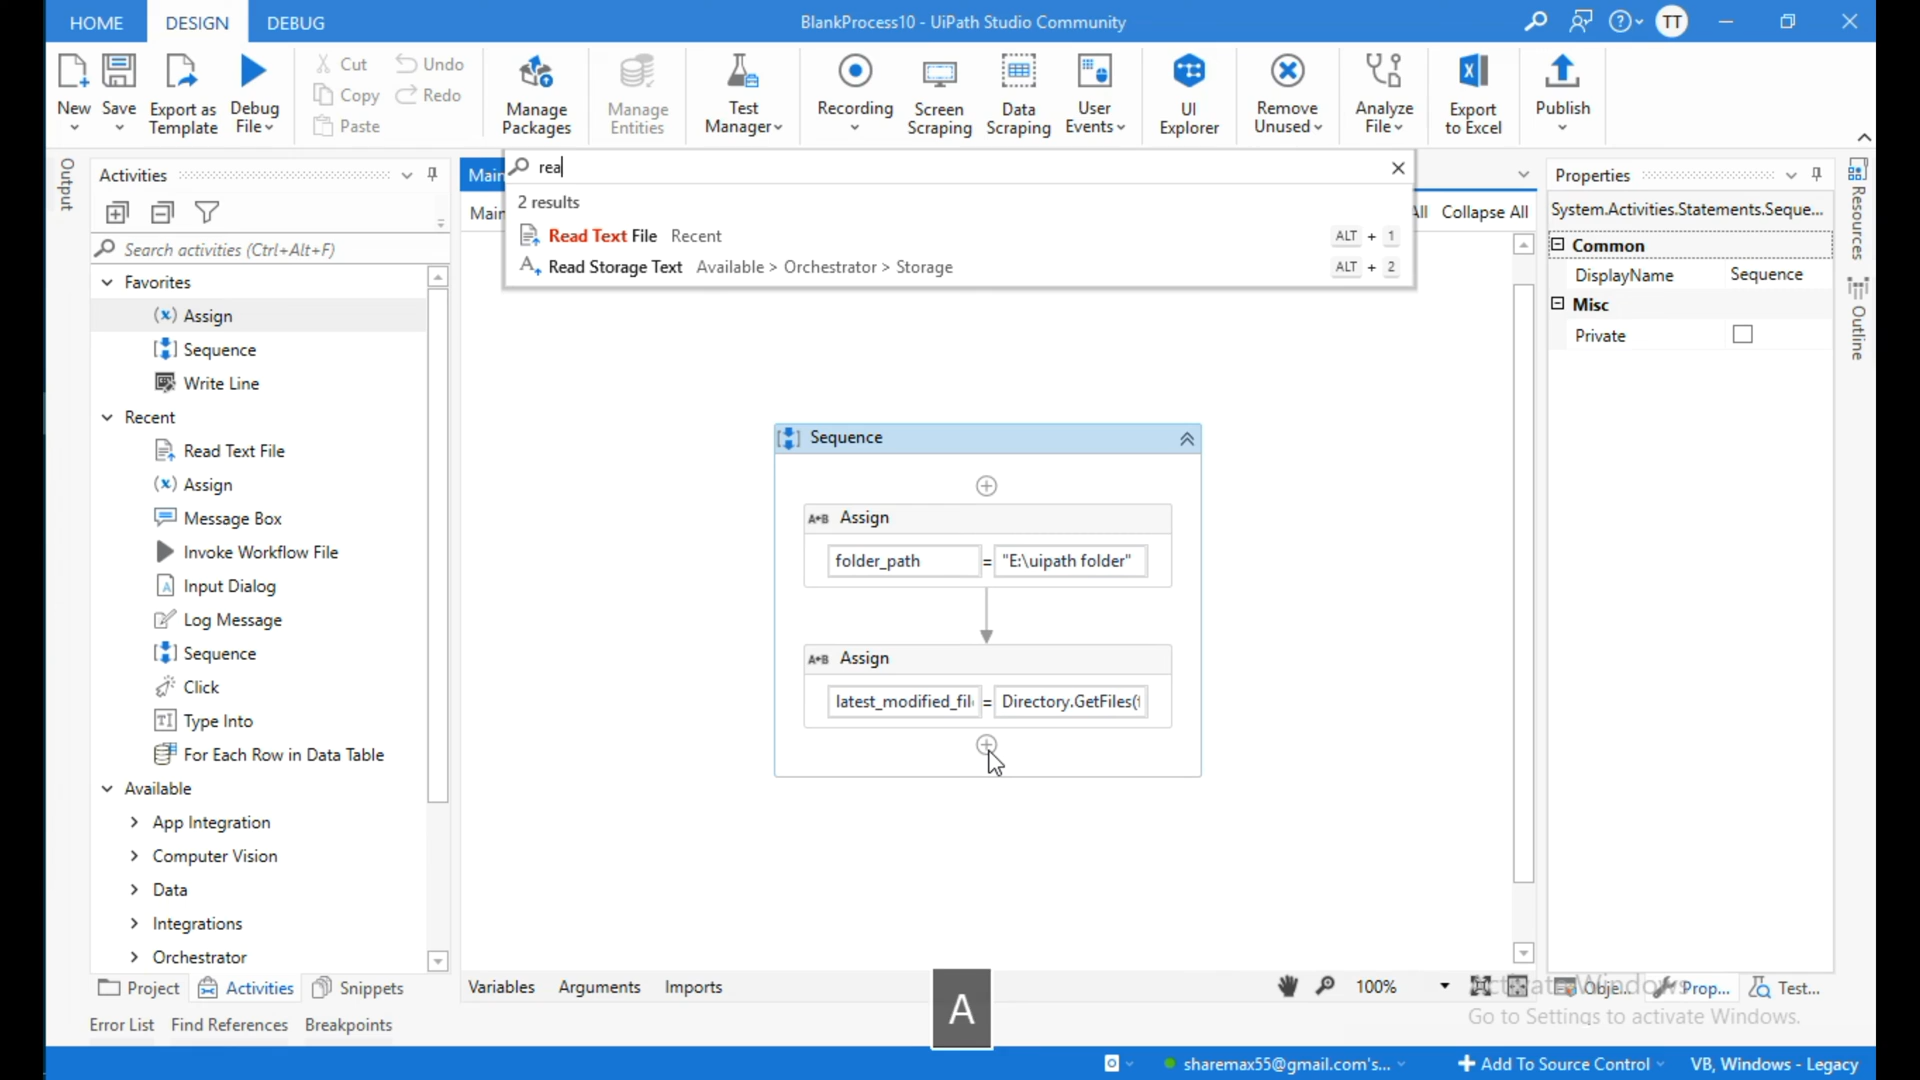 HOME DESIGN DEBUG BlankProcess10 - UiPath Studio Community TT
New Save Export as Template Debug File Cut Copy Paste Undo Redo Manage Packages Manage Entities Test Manager Recording Screen Scraping Data Scraping User Events UI Explorer Remove Unused Analyze File Export to Excel Publish
Output
Activities
Search activities (Ctrl+Alt+F)
Favorites
Assign
Sequence
Write Line
Recent
Read Text File
Assign
Message Box
Invoke Workflow File
Input Dialog
Log Message
Sequence
Click
Type Into
For Each Row in Data Table
Available
App Integration
Computer Vision
Data
Integrations
Orchestrator
Project Activities Snippets
Error List Find References Breakpoints
Main
Main
rea
2 results
Read Text File Recent ALT + 1
Read Storage Text Available > Orchestrator > Storage ALT + 2
Collapse All
Sequence
A+B Assign
folder_path = "E:\uipath folder"
A+B Assign
latest_modified_fil = Directory.GetFiles(f
Variables Arguments Imports 100%
A
Properties
System.Activities.Statements.Seque...
Common
DisplayName Sequence
Misc
Private
Resources
Outline
Obje... Prop... Test...
Activate Windows
Go to Settings to activate Windows.
sharemax55@gmail.com's... Add To Source Control VB, Windows - Legacy